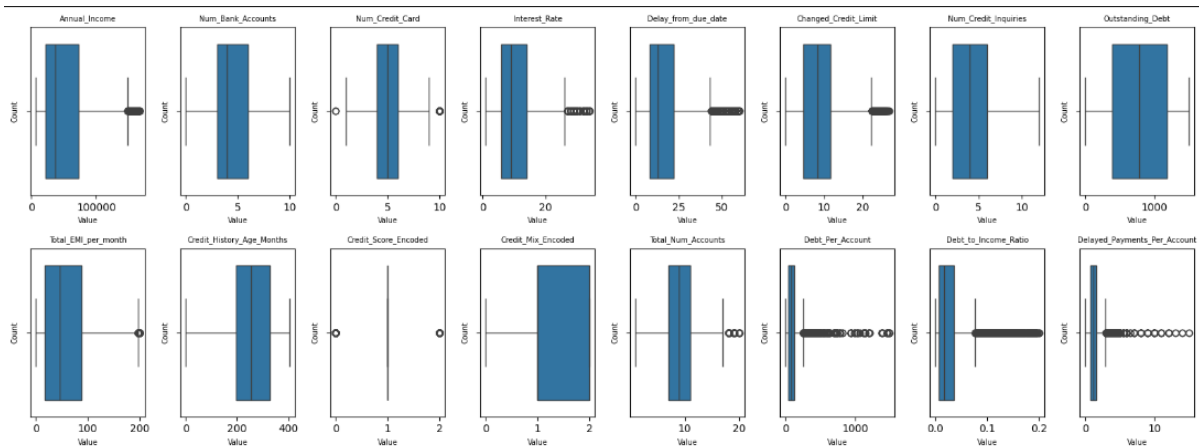 Annual_Income Num_Bank_Accounts Num_Credit_Card Interest_Rate Delay_from_due_date Changed_Credit_Limit Num_Credit_Inquiries Outstanding_Debt
Count Count Count Count Count Count Count Count
0 100000 0 5 10 0 5 10 0 20 0 25 50 0 10 20 0 10 0 1000
Value Value Value Value Value Value Value Value
Total_EMI_per_month Credit_History_Age_Months Credit_Score_Encoded Credit_Mix_Encoded Total_Num_Accounts Debt_Per_Account Debt_to_Income_Ratio Delayed_Payments_Per_Account
Count Count Count Count Count Count Count Count
0 100 200 0 200 400 0 1 2 0 1 2 0 10 20 0 1000 0.0 0.1 0.2 0 10
Value Value Value Value Value Value Value Value